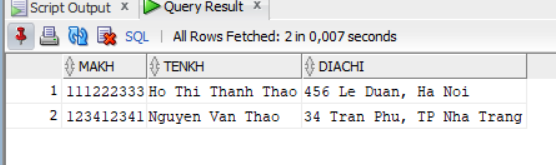 Script Output x Query Result x
SQL | All Rows Fetched: 2 in 0,007 seconds
MAKH TENKH DIACHI
1 111222333 Ho Thi Thanh Thao 456 Le Duan, Ha Noi
2 123412341 Nguyen Van Thao 34 Tran Phu, TP Nha Trang